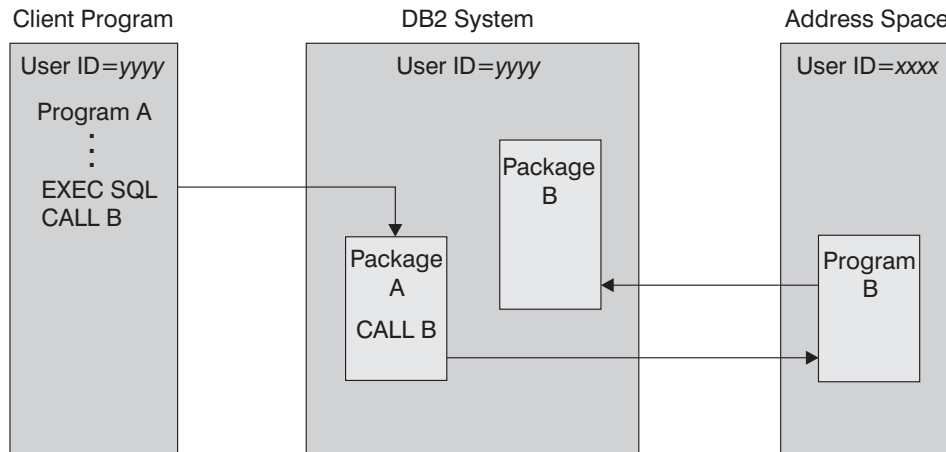 Client Program
DB2 System
Address Space
User ID=yyyy
User ID=yyyy
User ID=xxxx
Program A
EXEC SQL
CALL B
Package
A
CALL B
Package
B
Program
B